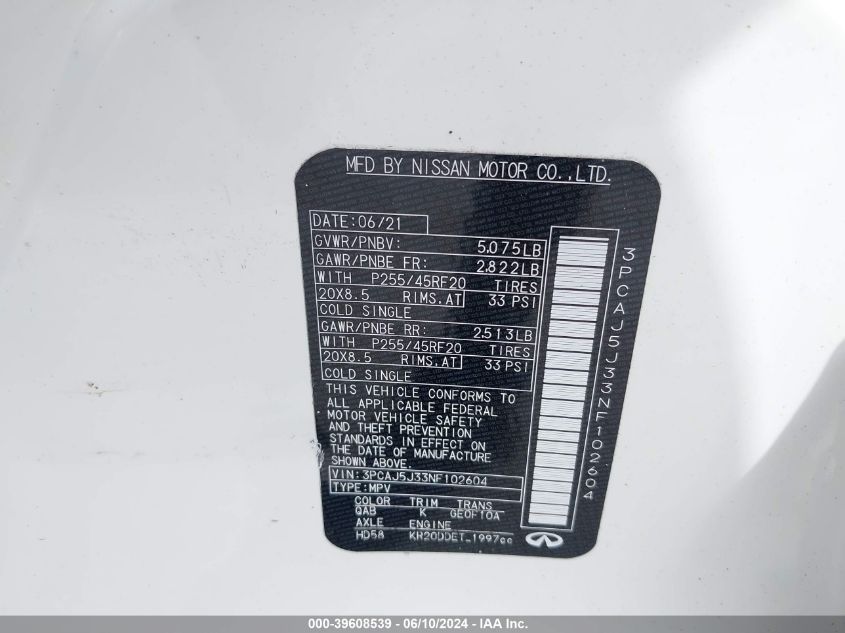 MFD BY NISSAN MOTOR CO.,LTD.
DATE:06/21
GVWR/PNBV: 5.075LB
GAWR/PNBE FR: 2.822LB
WITH P255/45RF20 TIRES
20X8.5 RIMS.AT 33 PSI
COLD SINGLE
GAWR/PNBE RR: 2.513LB
WITH P255/45RF20 TIRES
20X8.5 RIMS.AT 33 PSI
COLD SINGLE
THIS VEHICLE CONFORMS TO
ALL APPLICABLE FEDERAL
MOTOR VEHICLE SAFETY
AND THEFT PREVENTION
STANDARDS IN EFFECT ON
THE DATE OF MANUFACTURE
SHOWN ABOVE.
VIN:3PCAJ5J33NF102604
TYPE:MPV
COLOR TRIM TRANS
QAB K GE0F10A
AXLE ENGINE
HD58 KR20DDET 1997cc
3PCAJ5J33NF102604
000-39608539 - 06/10/2024 - IAA Inc.